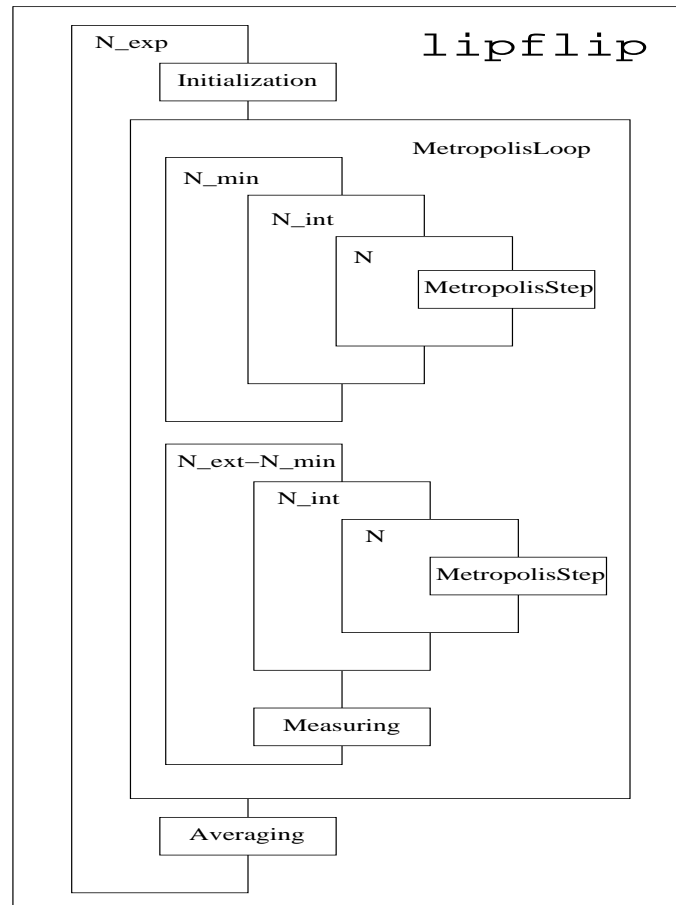 lipflip
N_exp
Initialization
MetropolisLoop
N_min
N_int
N
MetropolisStep
N_ext−N_min
N_int
N
MetropolisStep
Measuring
Averaging